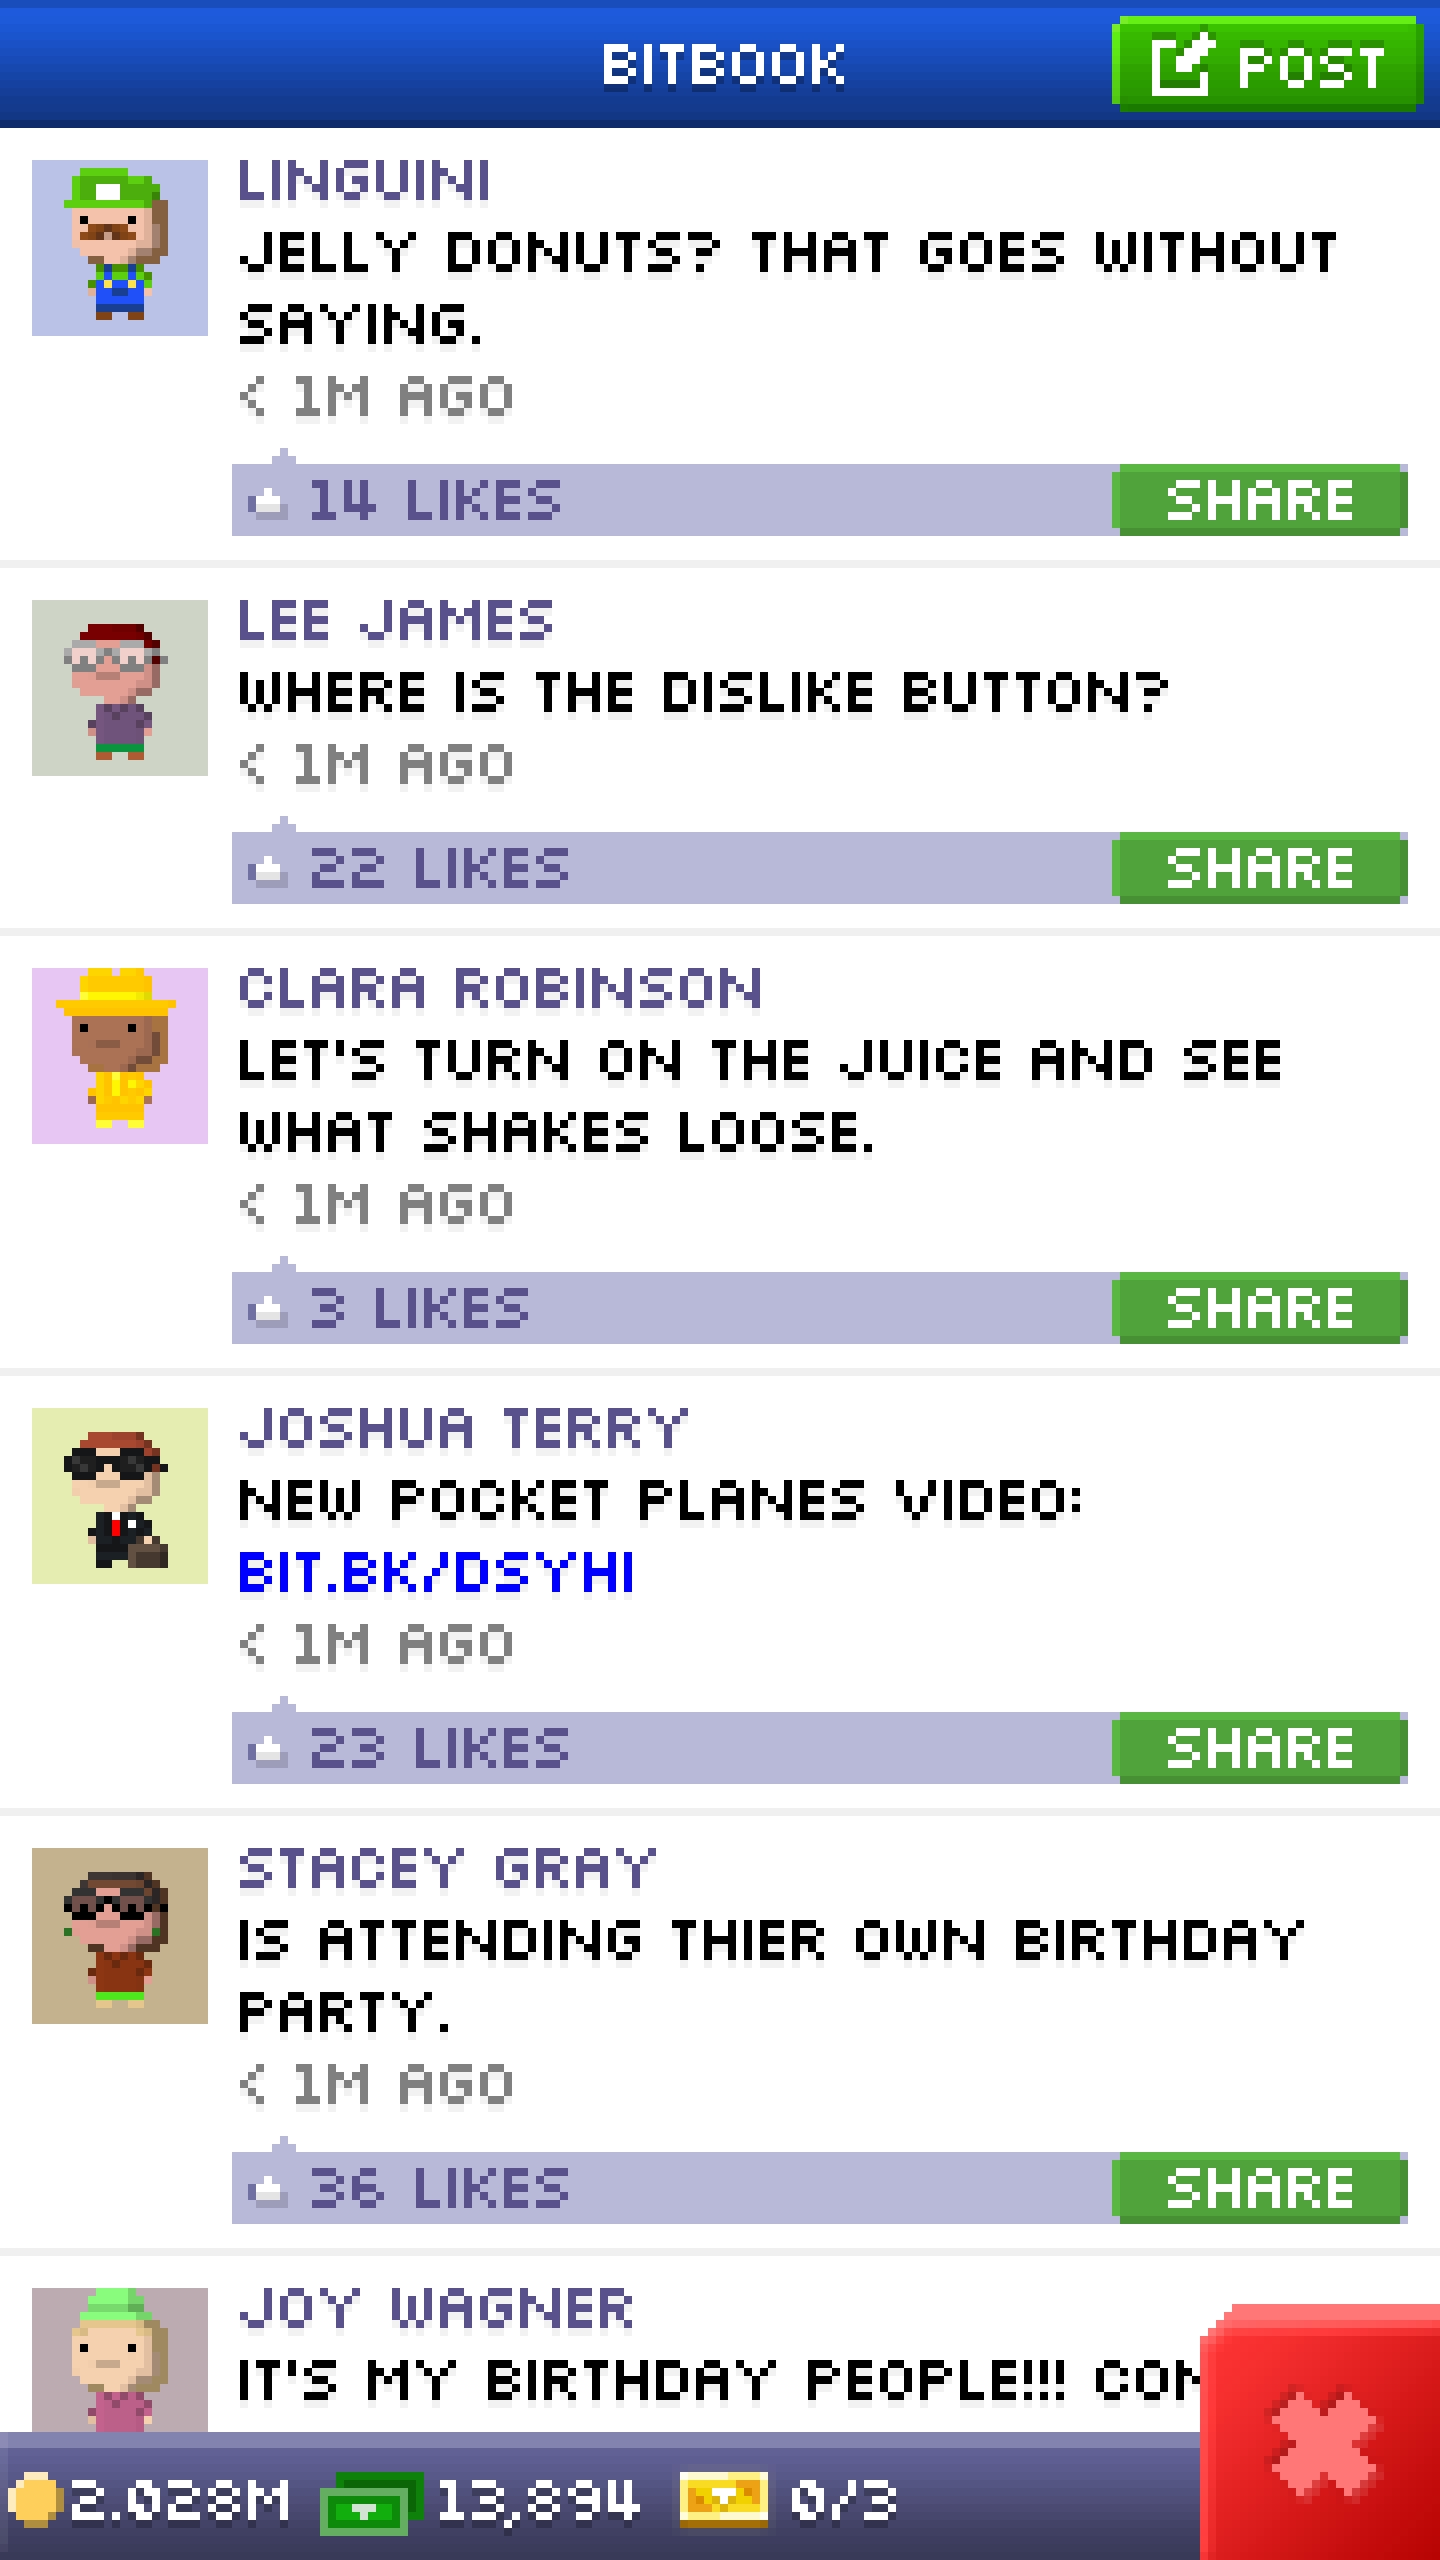 BITBOOK
POST
LINGUINI
JELLY DONUTS? THAT GOES WITHOUT
SAYING.
< 1M AGO
14 LIKES
SHARE
LEE JAMES
WHERE IS THE DISLIKE BUTTON?
< 1M AGO
22 LIKES
SHARE
CLARA ROBINSON
LET'S TURN ON THE JUICE AND SEE
WHAT SHAKES LOOSE.
< 1M AGO
3 LIKES
SHARE
JOSHUA TERRY
NEW POCKET PLANES VIDEO:
BIT.BK/DSYHI
< 1M AGO
23 LIKES
SHARE
STACEY GRAY
IS ATTENDING THIER OWN BIRTHDAY
PARTY.
< 1M AGO
36 LIKES
SHARE
JOY WAGNER
IT'S MY BIRTHDAY PEOPLE!!!
2.028M 13,894 0/3